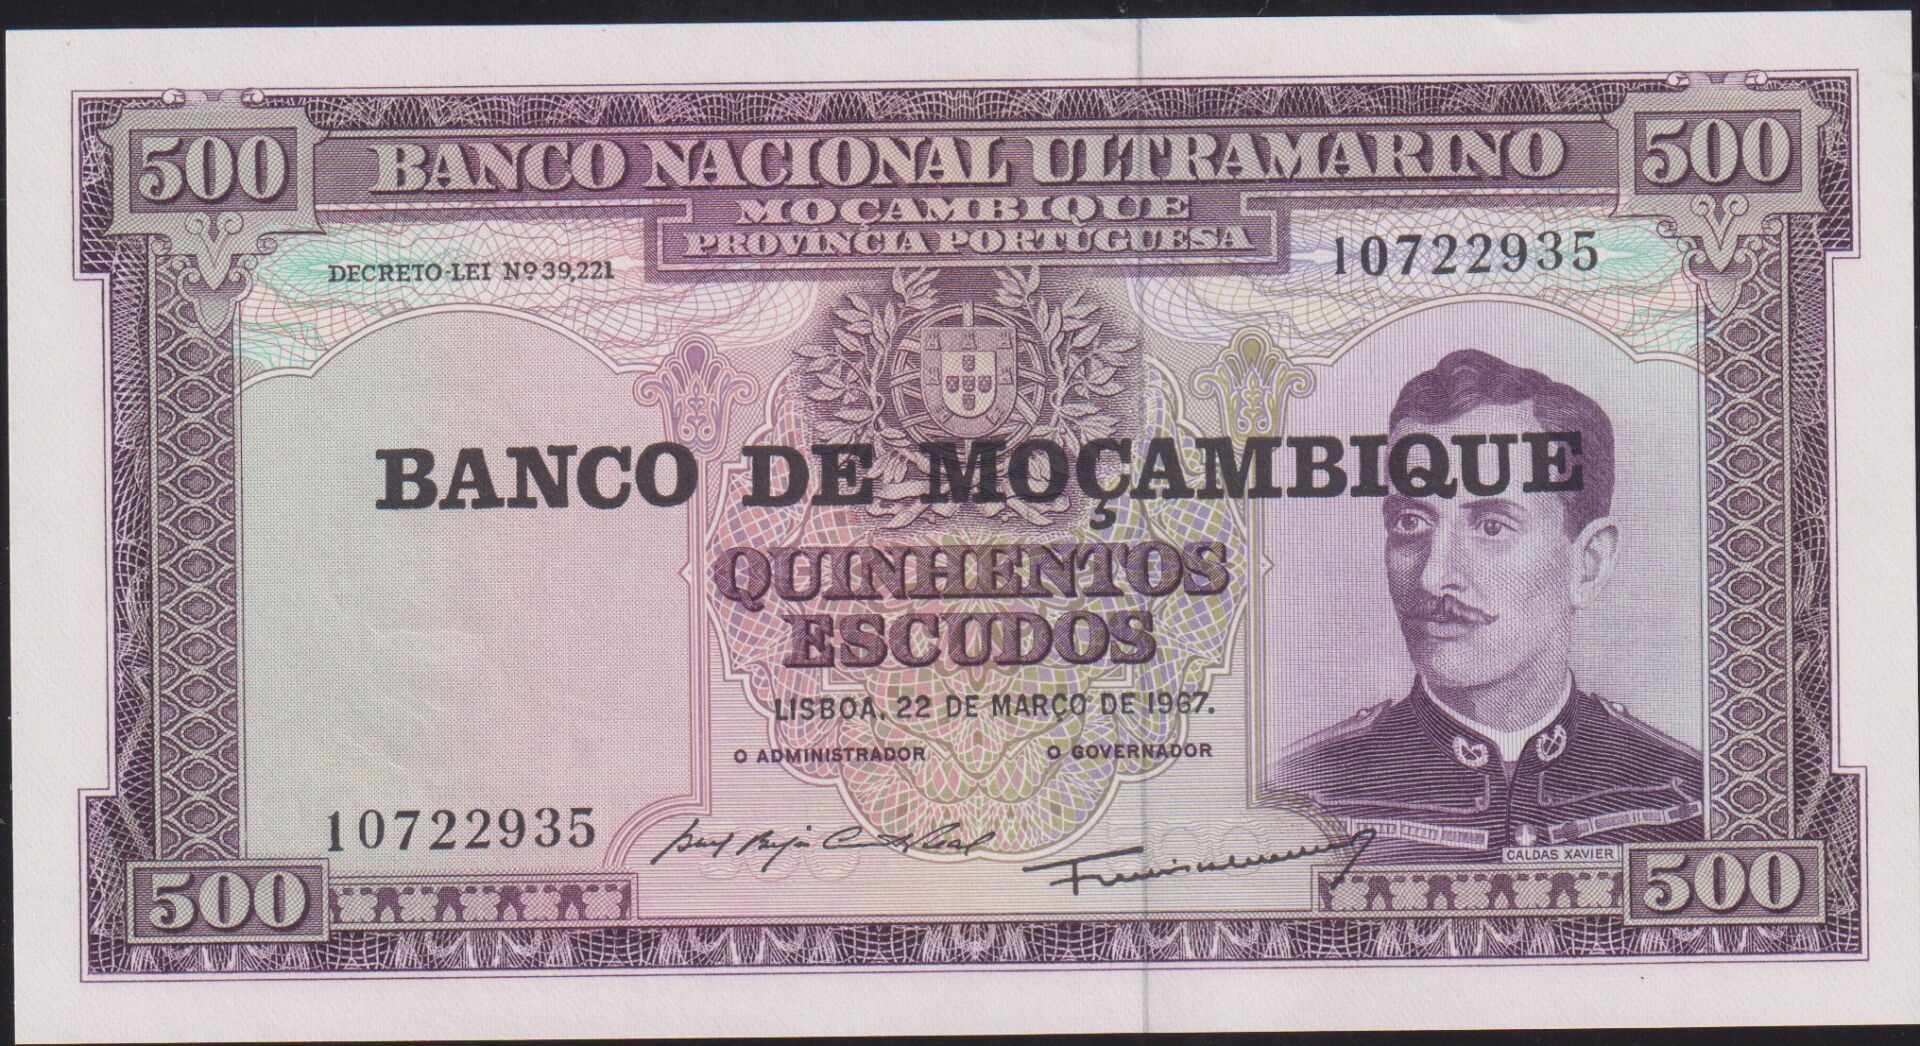 500 BANCO NACIONAL ULTRAMARINO 500
MOÇAMBIQUE
PROVINCIA PORTUGUESA
DECRETO-LEI Nº 39,221
10722935
BANCO DE MOÇAMBIQUE
QUINHENTOS
ESCUDOS
LISBOA, 22 DE MARÇO DE 1967.
O ADMINISTRADOR O GOVERNADOR
10722935
CALDAS XAVIER
500 500